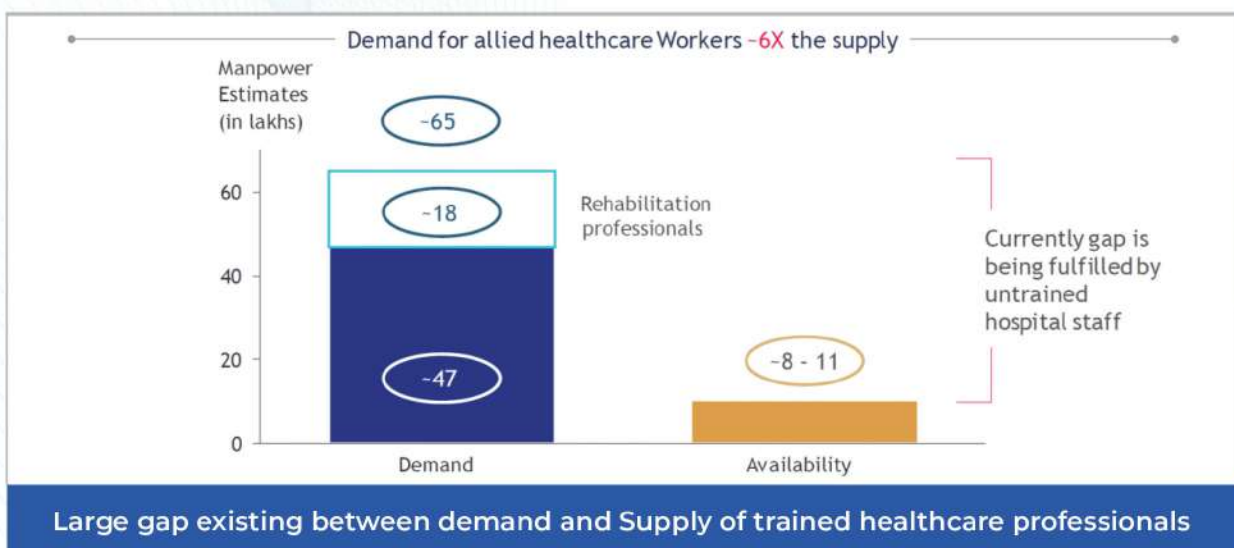 Demand for allied healthcare Workers ~6X the supply
Manpower
Estimates
(in lakhs)
~65
60
~18
Rehabilitation
professionals
40
Currently gap is
being fulfilled by
untrained
hospital staff
20
~47
~8 - 11
0
Demand
Availability
Large gap existing between demand and Supply of trained healthcare professionals